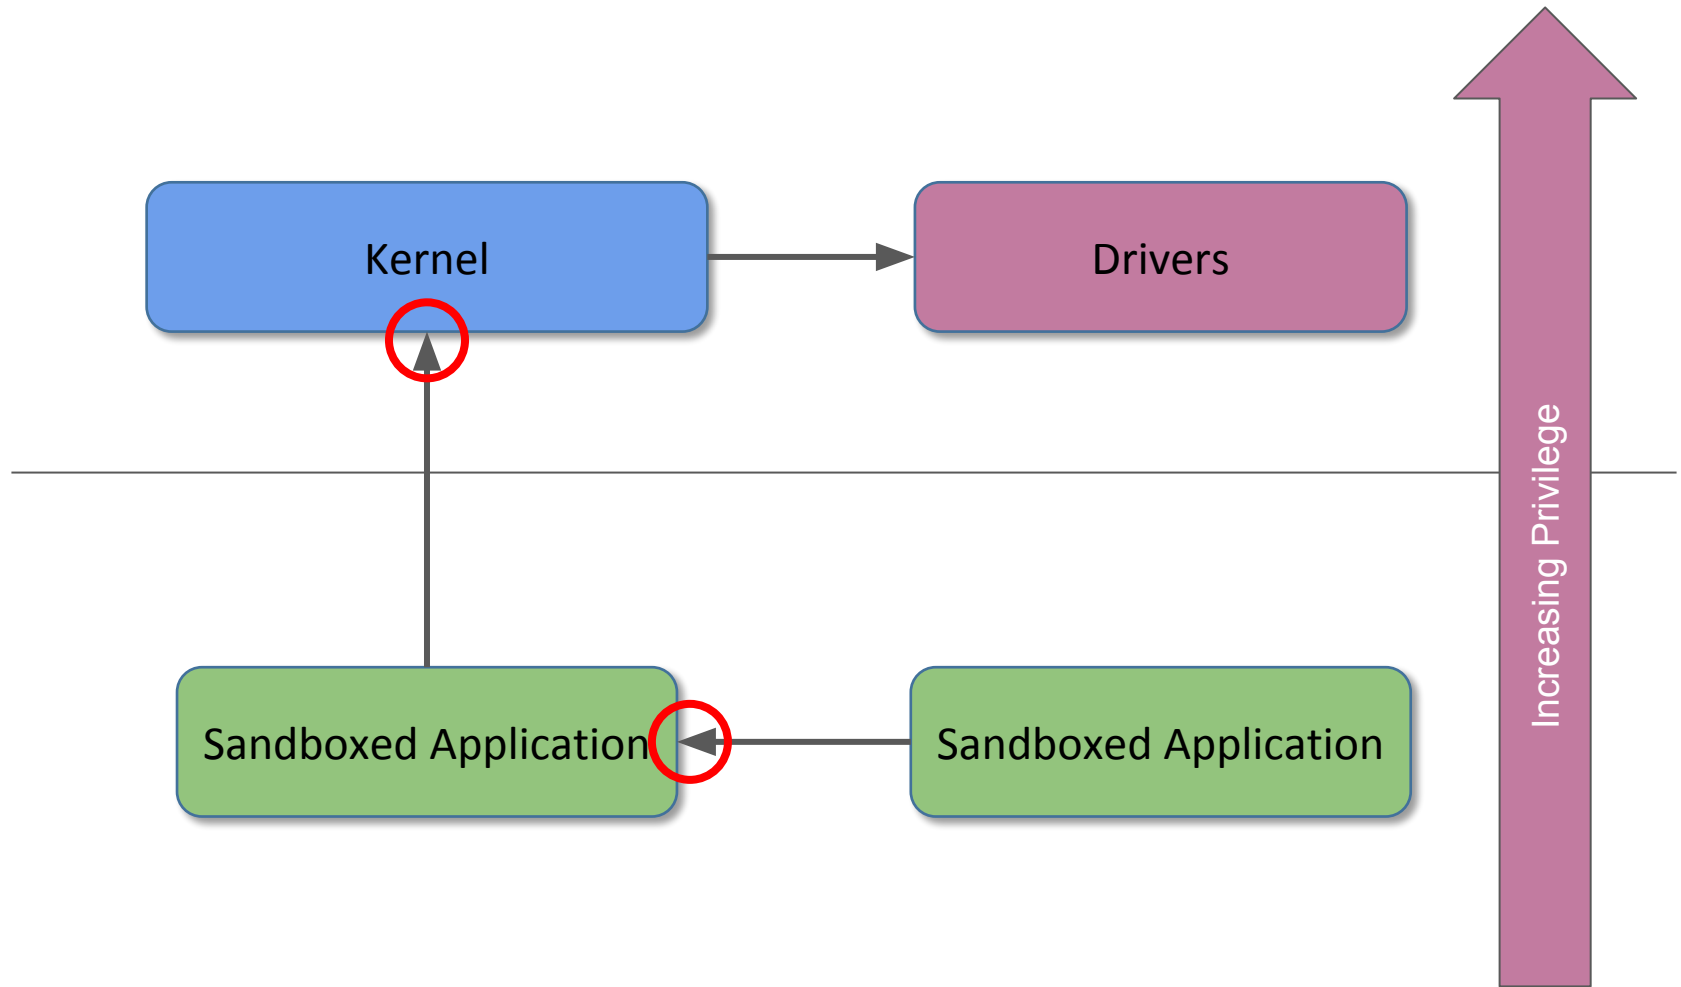 Kernel
Drivers
Increasing Privilege
Sandboxed Application
Sandboxed Application